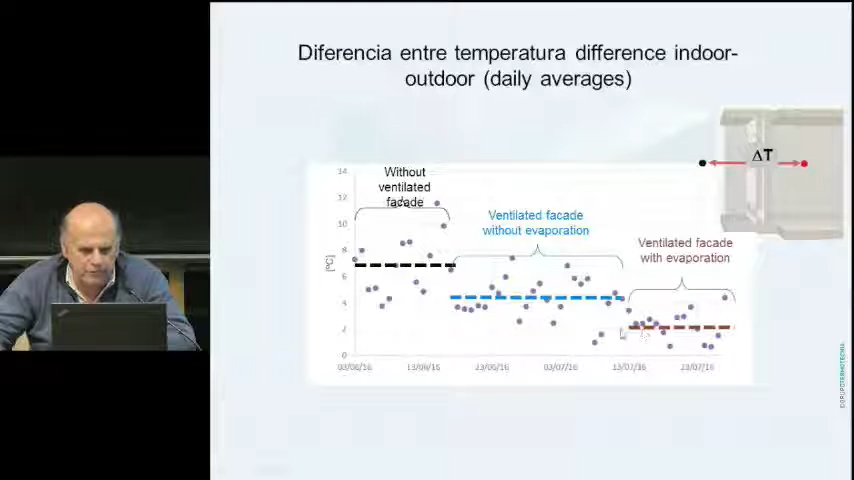 Diferencia entre temperatura difference indoor-
outdoor (daily averages)
ΔT
Without
ventilated
facade
Ventilated facade
without evaporation
Ventilated facade
with evaporation
[ºC]
14
12
10
8
6
4
2
0
03/06/16
13/06/16
23/06/16
03/07/16
13/07/16
23/07/16